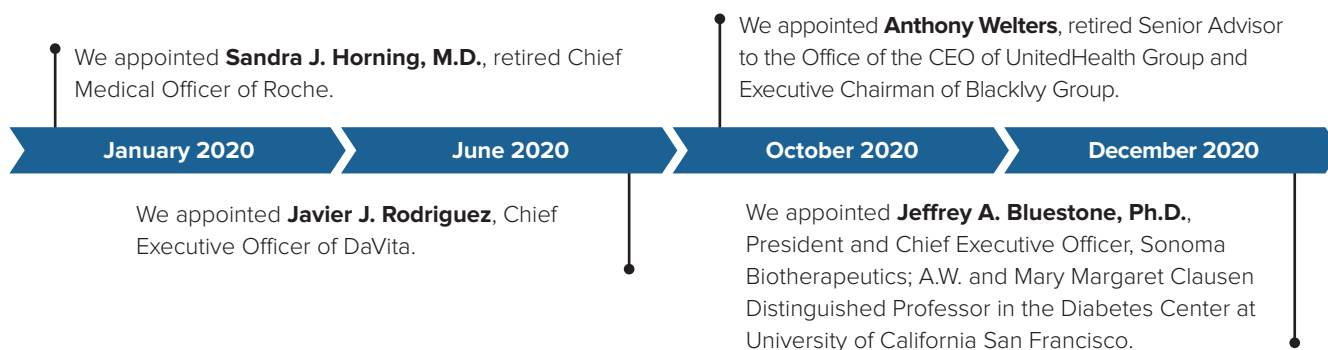 We appointed Sandra J. Horning, M.D., retired Chief
Medical Officer of Roche.
We appointed Anthony Welters, retired Senior Advisor
to the Office of the CEO of UnitedHealth Group and
Executive Chairman of BlackIvy Group.
January 2020
June 2020
October 2020
December 2020
We appointed Javier J. Rodriguez, Chief
Executive Officer of DaVita.
We appointed Jeffrey A. Bluestone, Ph.D.,
President and Chief Executive Officer, Sonoma
Biotherapeutics; A.W. and Mary Margaret Clausen
Distinguished Professor in the Diabetes Center at
University of California San Francisco.